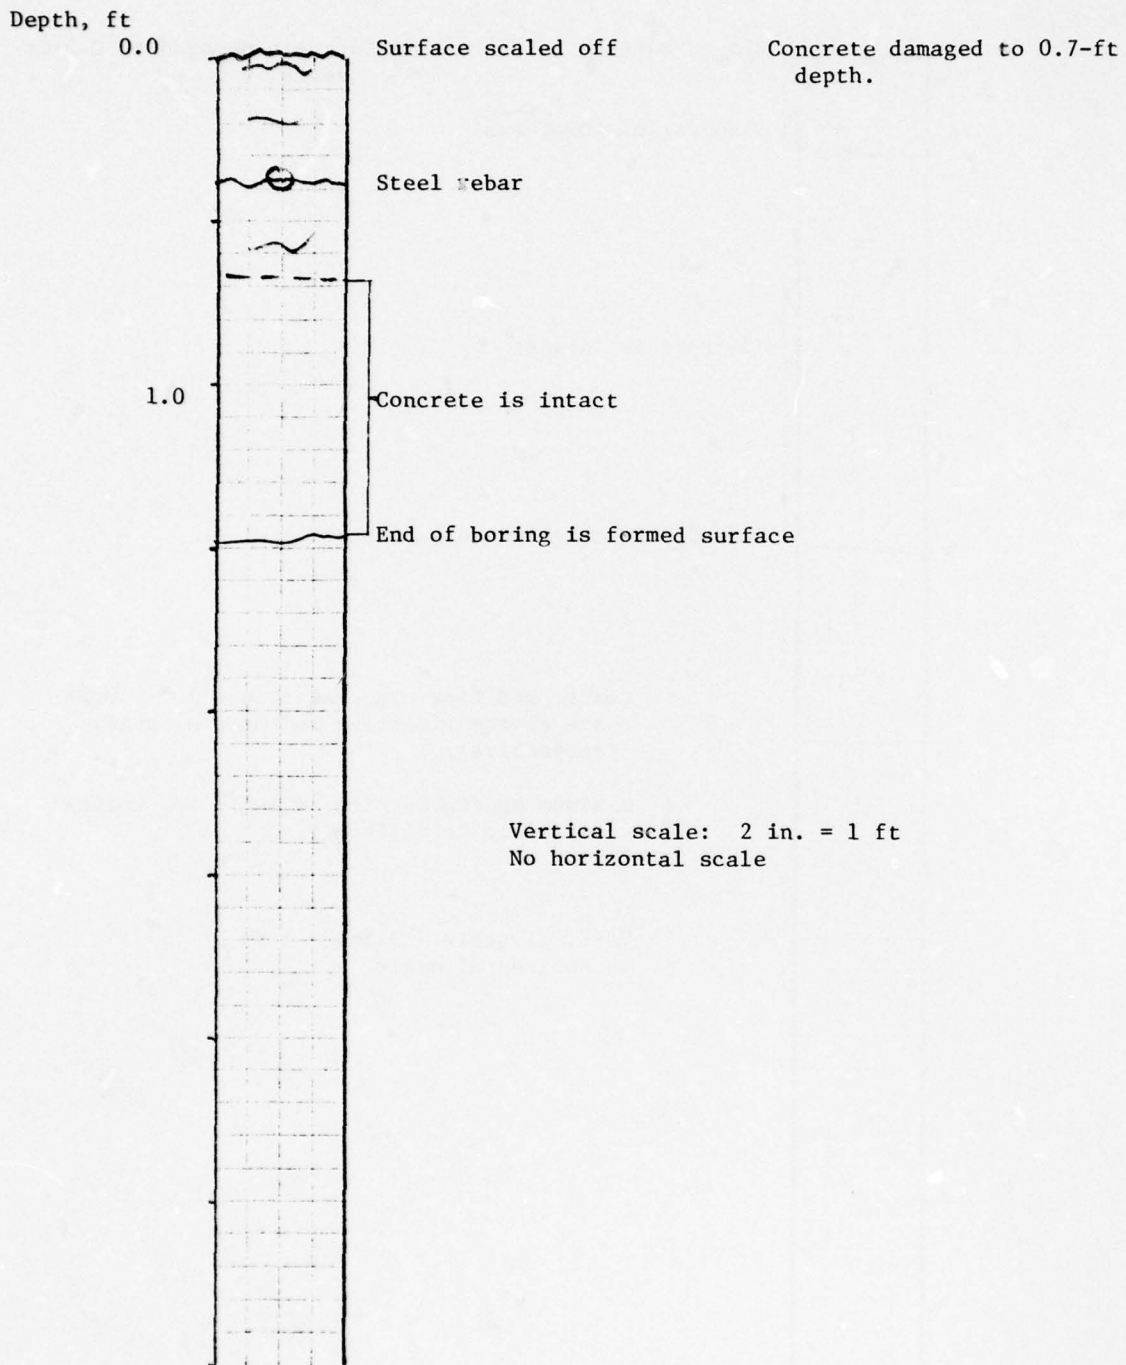 Depth, ft
0.0
Surface scaled off
Concrete damaged to 0.7-ft
depth.
Steel rebar
1.0
Concrete is intact
End of boring is formed surface
Vertical scale: 2 in. = 1 ft
No horizontal scale